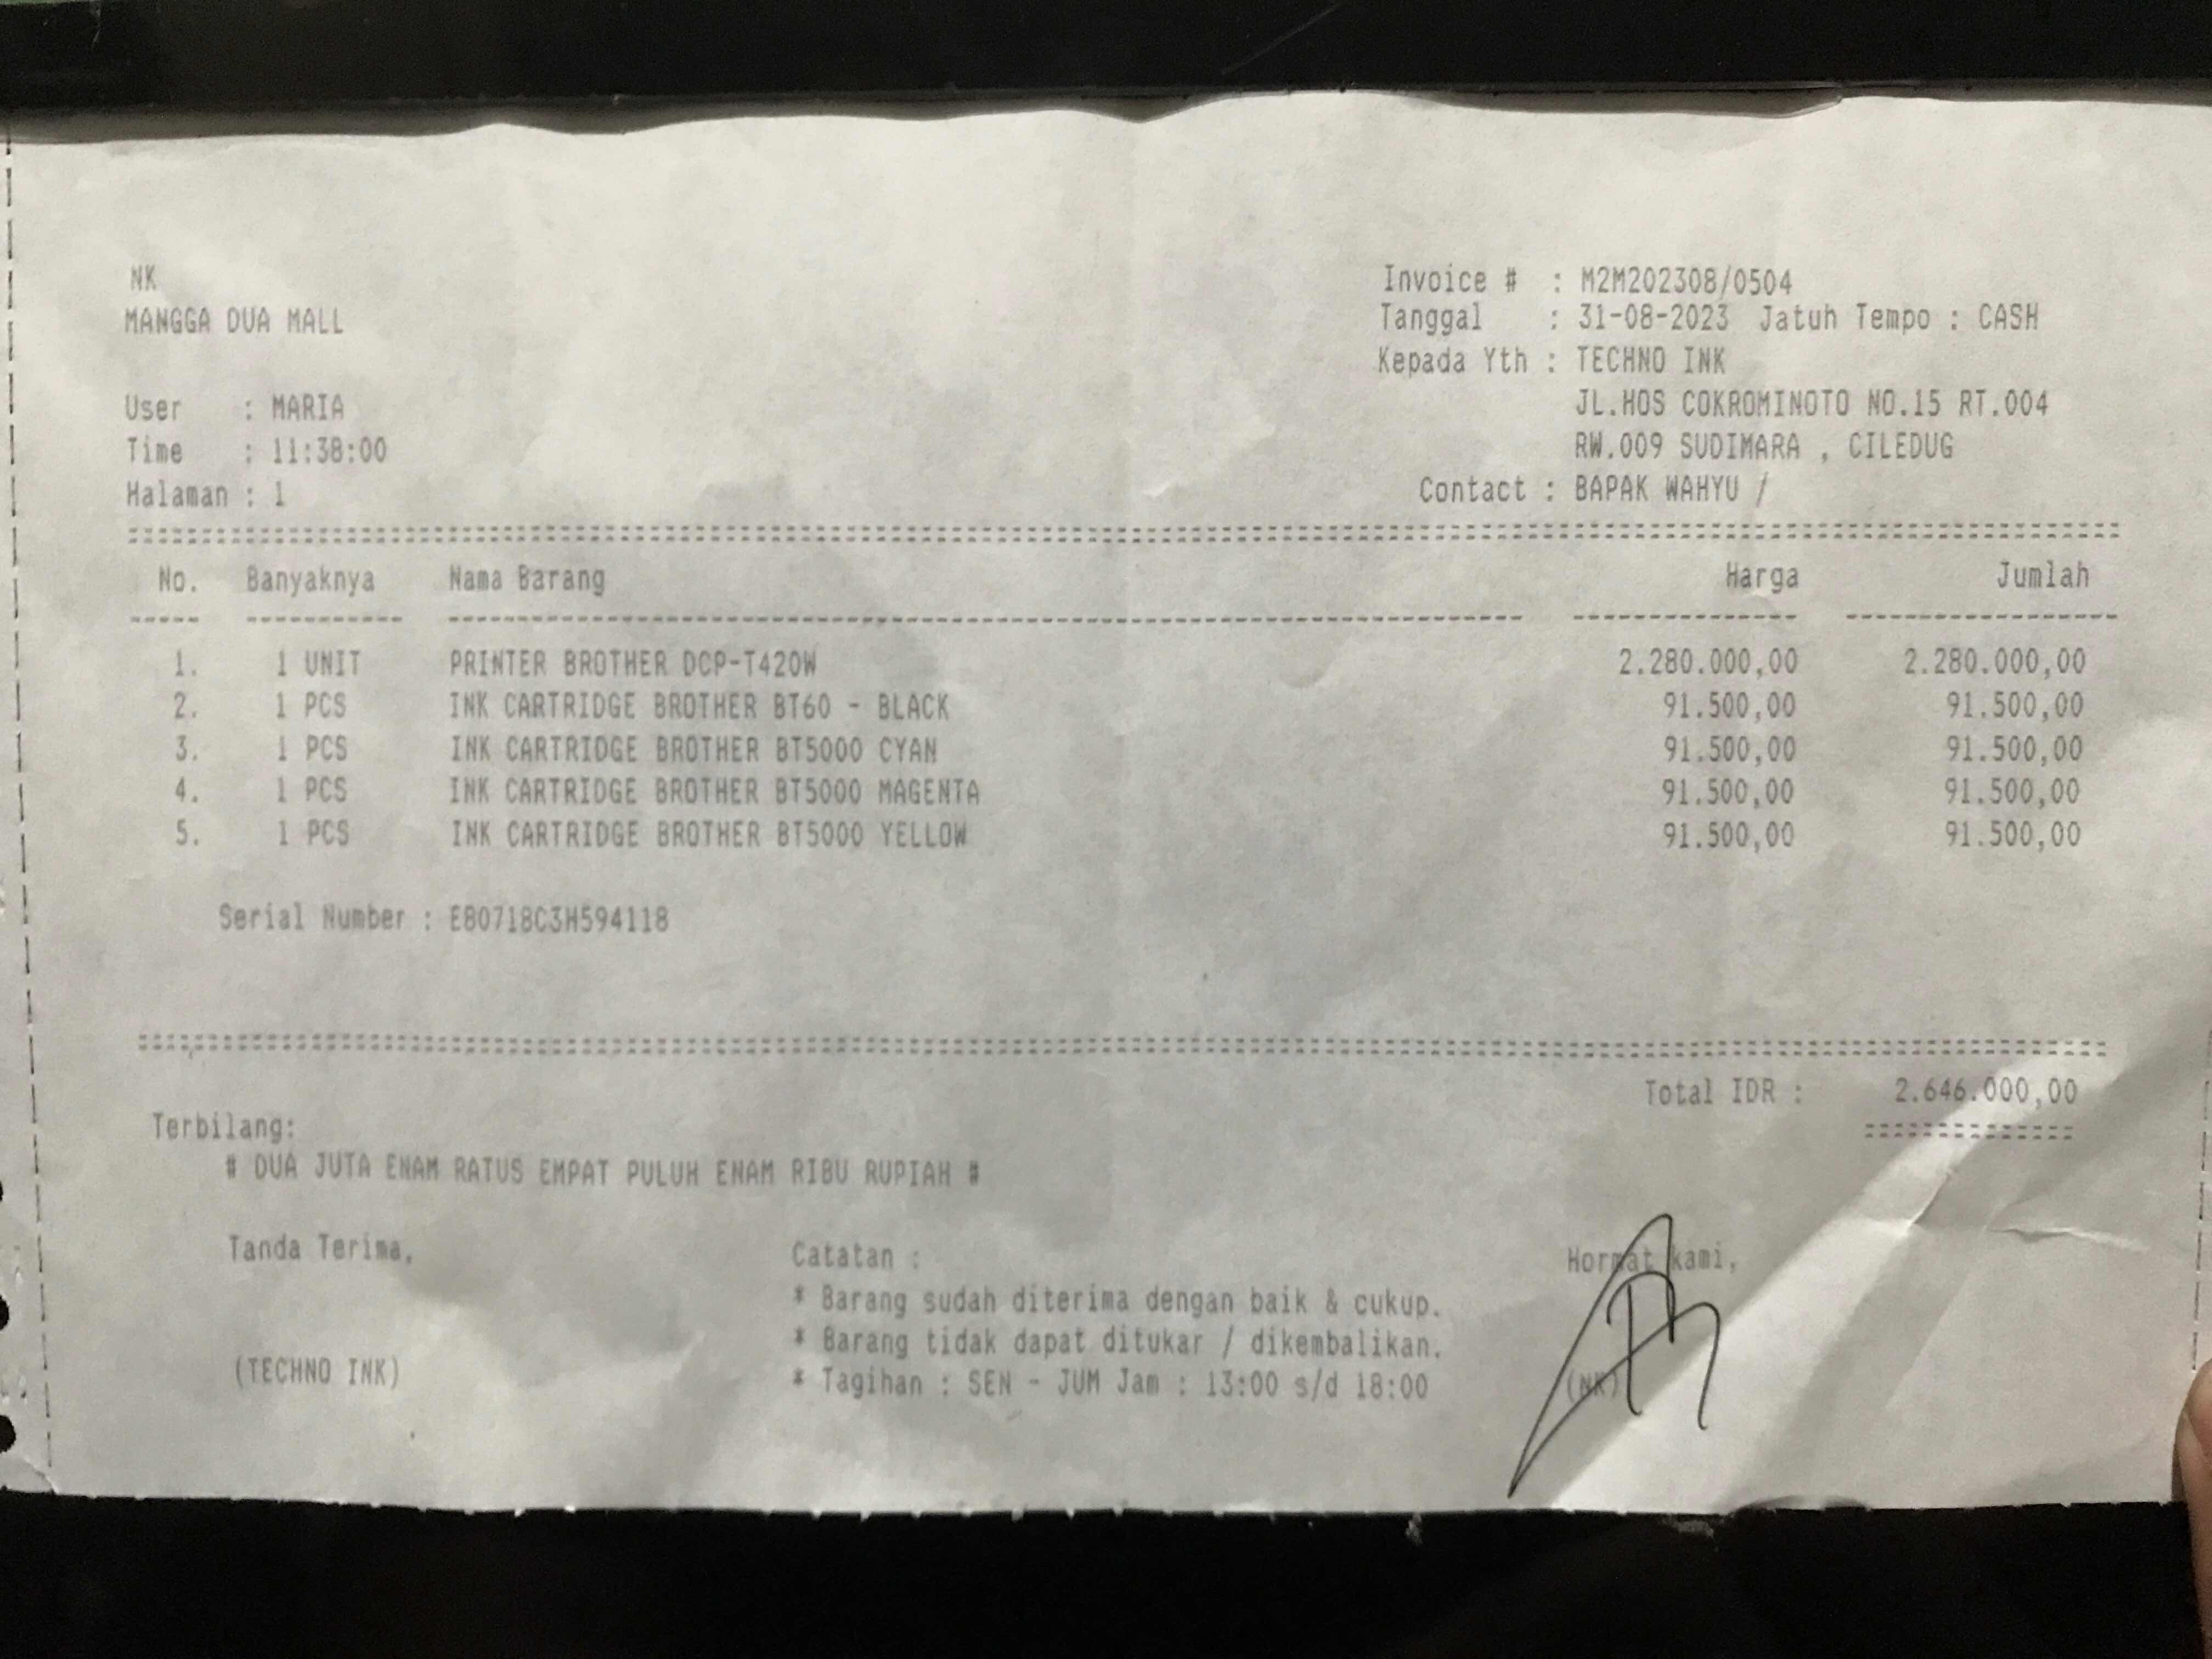 NK
MANGGA DUA MALL
User : MARIA
Time : 11:38:00
Halaman : 1
Invoice # : M2M202308/0504
Tanggal : 31-08-2023 Jatuh Tempo : CASH
Kepada Yth : TECHNO INK
JL.HOS COKROMINOTO NO.15 RT.004
RW.009 SUDIMARA , CILEDUG
Contact : BAPAK WAHYU /
No. Banyaknya Nama Barang Harga Jumlah
1. 1 UNIT PRINTER BROTHER DCP-T420W 2.280.000,00 2.280.000,00
2. 1 PCS INK CARTRIDGE BROTHER BT60 - BLACK 91.500,00 91.500,00
3. 1 PCS INK CARTRIDGE BROTHER BT5000 CYAN 91.500,00 91.500,00
4. 1 PCS INK CARTRIDGE BROTHER BT5000 MAGENTA 91.500,00 91.500,00
5. 1 PCS INK CARTRIDGE BROTHER BT5000 YELLOW 91.500,00 91.500,00
Serial Number : E80718C3H594118
Total IDR : 2.646.000,00
Terbilang:
# DUA JUTA ENAM RATUS EMPAT PULUH ENAM RIBU RUPIAH #
Tanda Terima,
(TECHNO INK)
Catatan :
* Barang sudah diterima dengan baik & cukup.
* Barang tidak dapat ditukar / dikembalikan.
* Tagihan : SEN - JUM Jam : 13:00 s/d 18:00
Hormat kami,
(NK)